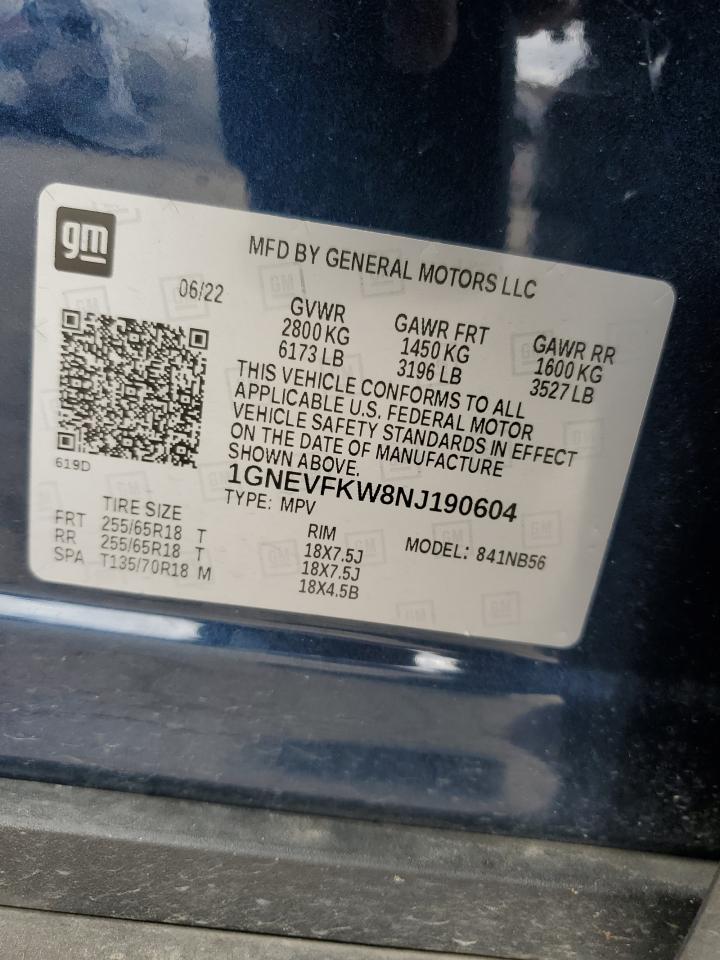 gm
MFD BY GENERAL MOTORS LLC
06/22
GVWR GAWR FRT GAWR RR
2800 KG 1450 KG 1600 KG
6173 LB 3196 LB 3527 LB
THIS VEHICLE CONFORMS TO ALL
APPLICABLE U.S. FEDERAL MOTOR
VEHICLE SAFETY STANDARDS IN EFFECT
ON THE DATE OF MANUFACTURE
SHOWN ABOVE.
619D
1GNEVFKW8NJ190604
TYPE: MPV
MODEL: 841NB56
TIRE SIZE RIM
FRT 255/65R18 T 18X7.5J
RR 255/65R18 T 18X7.5J
SPA T135/70R18 M 18X4.5B